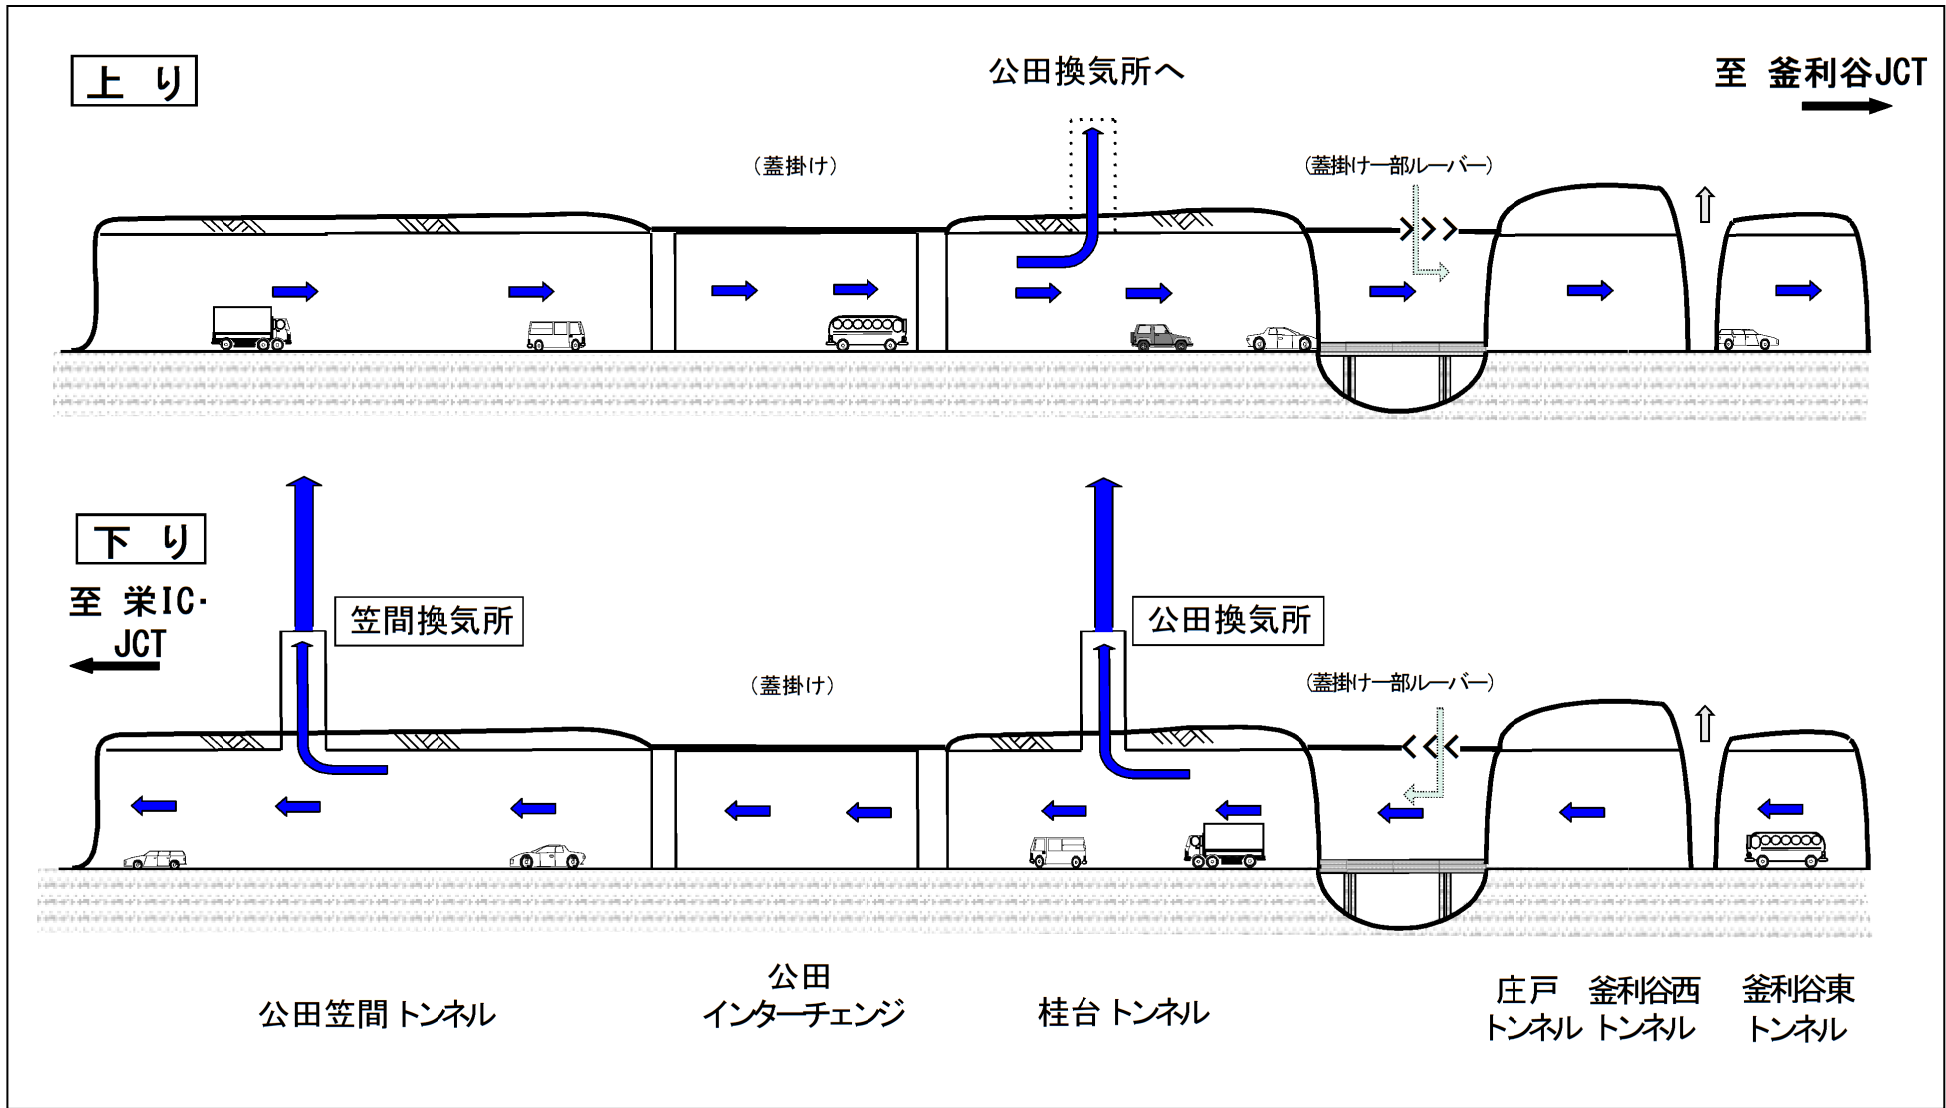 上 り
公田換気所へ
至 釜利谷JCT
（蓋掛け）
（蓋掛け一部ルーバー）
下 り
至 栄IC・
JCT
笠間換気所
公田換気所
（蓋掛け）
（蓋掛け一部ルーバー）
公田笠間トンネル
公田
インターチェンジ
桂台トンネル
庄戸
トンネル
釜利谷西
トンネル
釜利谷東
トンネル